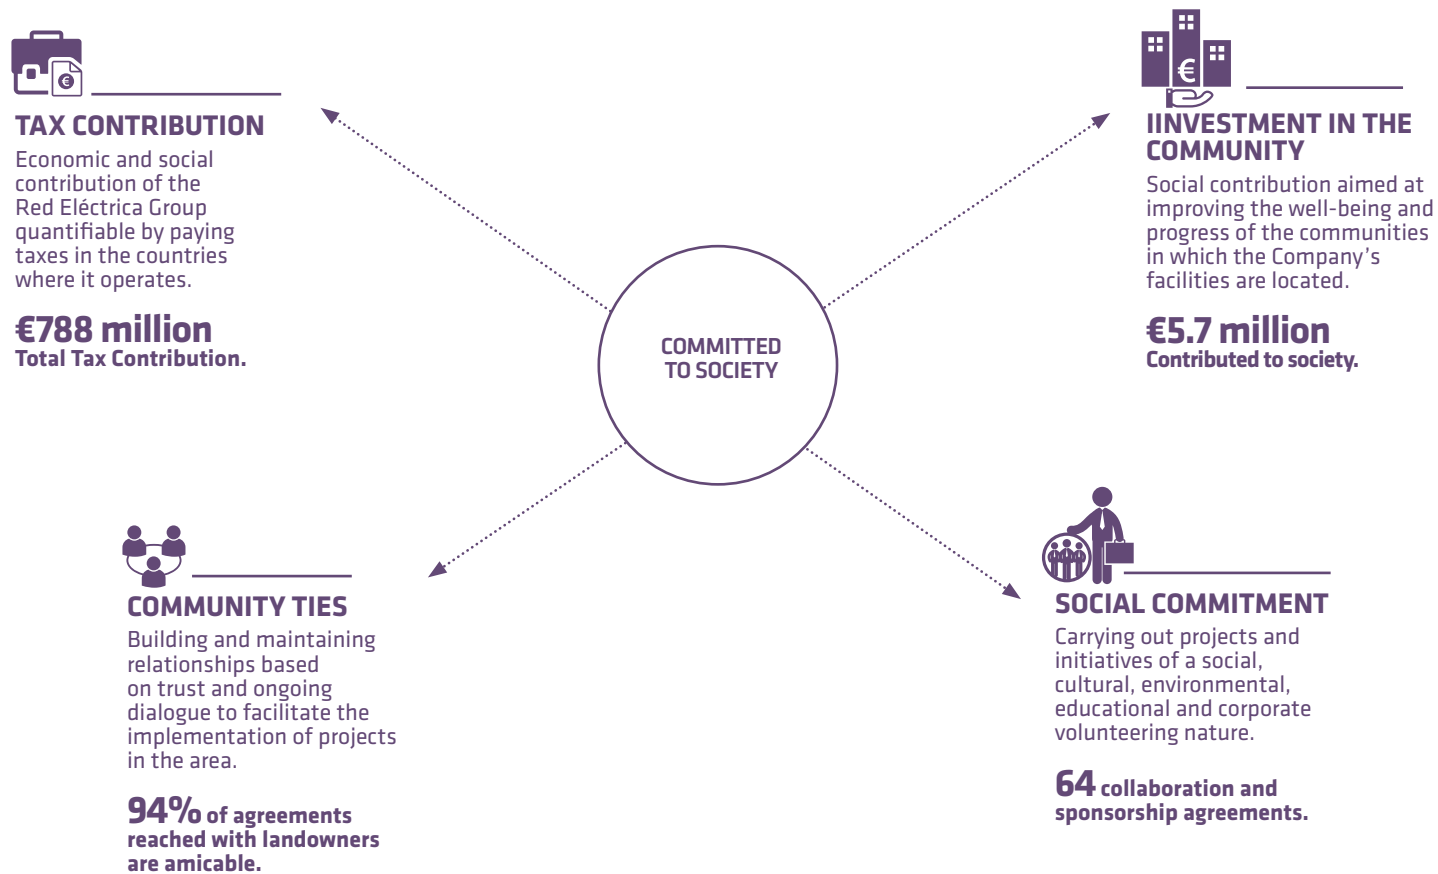 TAX CONTRIBUTION
Economic and social
contribution of the
Red Eléctrica Group
quantifiable by paying
taxes in the countries
where it operates.
€788 million
Total Tax Contribution.
IINVESTMENT IN THE
COMMUNITY
Social contribution aimed at
improving the well-being and
progress of the communities
in which the Company’s
facilities are located.
€5.7 million
Contributed to society.
COMMITTED
TO SOCIETY
COMMUNITY TIES
Building and maintaining
relationships based
on trust and ongoing
dialogue to facilitate the
implementation of projects
in the area.
94% of agreements
reached with landowners
are amicable.
SOCIAL COMMITMENT
Carrying out projects and
initiatives of a social,
cultural, environmental,
educational and corporate
volunteering nature.
64 collaboration and
sponsorship agreements.